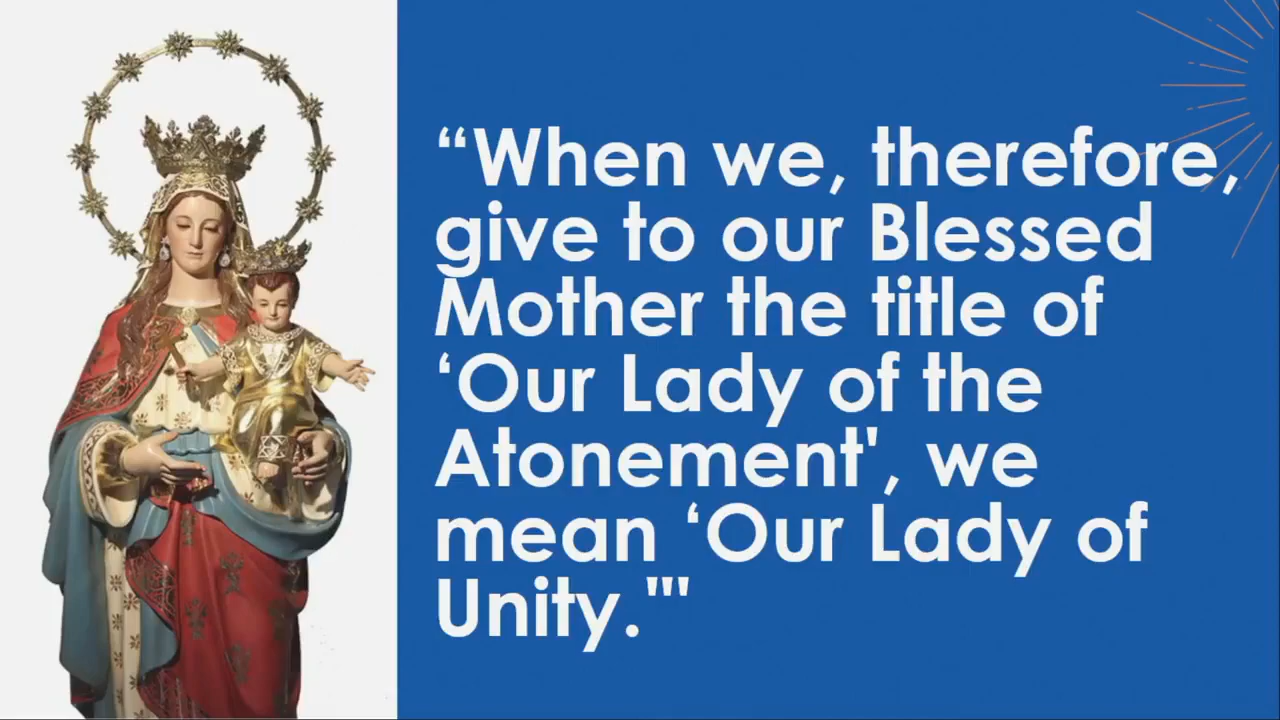 “When we, therefore,
give to our Blessed
Mother the title of
‘Our Lady of the
Atonement', we
mean ‘Our Lady of
Unity.'"